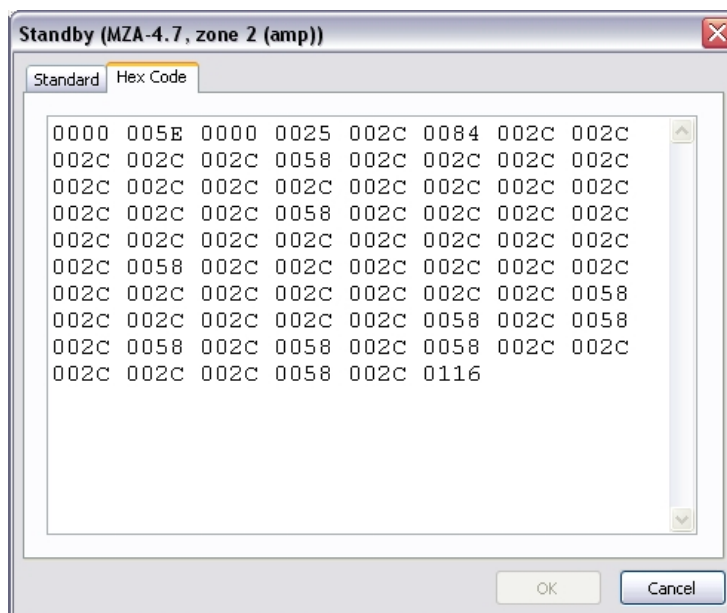 Standby (MZA-4.7, zone 2 (amp))
Standard Hex Code
0000 005E 0000 0025 002C 0084 002C 002C
002C 002C 002C 0058 002C 002C 002C 002C
002C 002C 002C 002C 002C 002C 002C 002C
002C 002C 002C 0058 002C 002C 002C 002C
002C 002C 002C 002C 002C 002C 002C 002C
002C 0058 002C 002C 002C 002C 002C 002C
002C 002C 002C 002C 002C 002C 002C 0058
002C 002C 002C 002C 002C 0058 002C 0058
002C 0058 002C 0058 002C 0058 002C 002C
002C 002C 002C 0058 002C 0116
OK Cancel